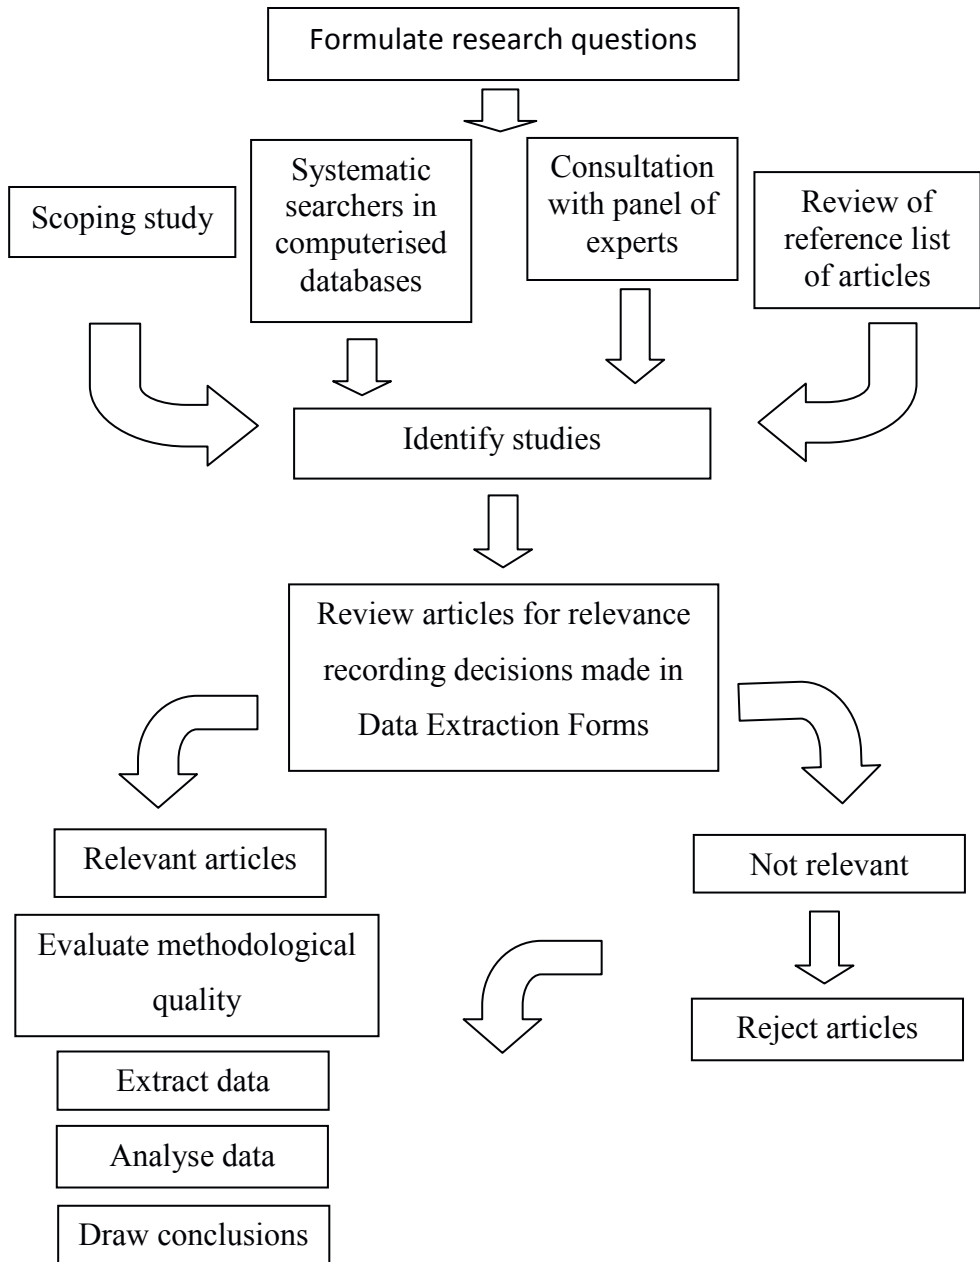 Formulate research questions
Scoping study
Systematic
searchers in
computerised
databases
Consultation
with panel of
experts
Review of
reference list
of articles
Identify studies
Review articles for relevance
recording decisions made in
Data Extraction Forms
Relevant articles
Not relevant
Evaluate methodological
quality
Reject articles
Extract data
Analyse data
Draw conclusions